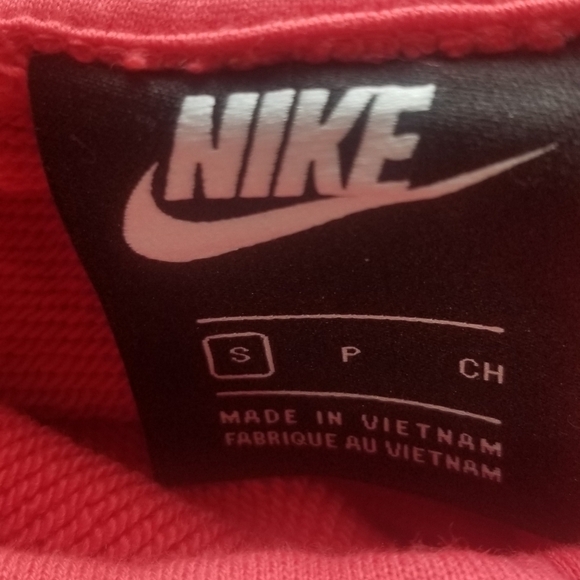 NIKE
S P CH
MADE IN VIETNAM
FABRIQUE AU VIETNAM